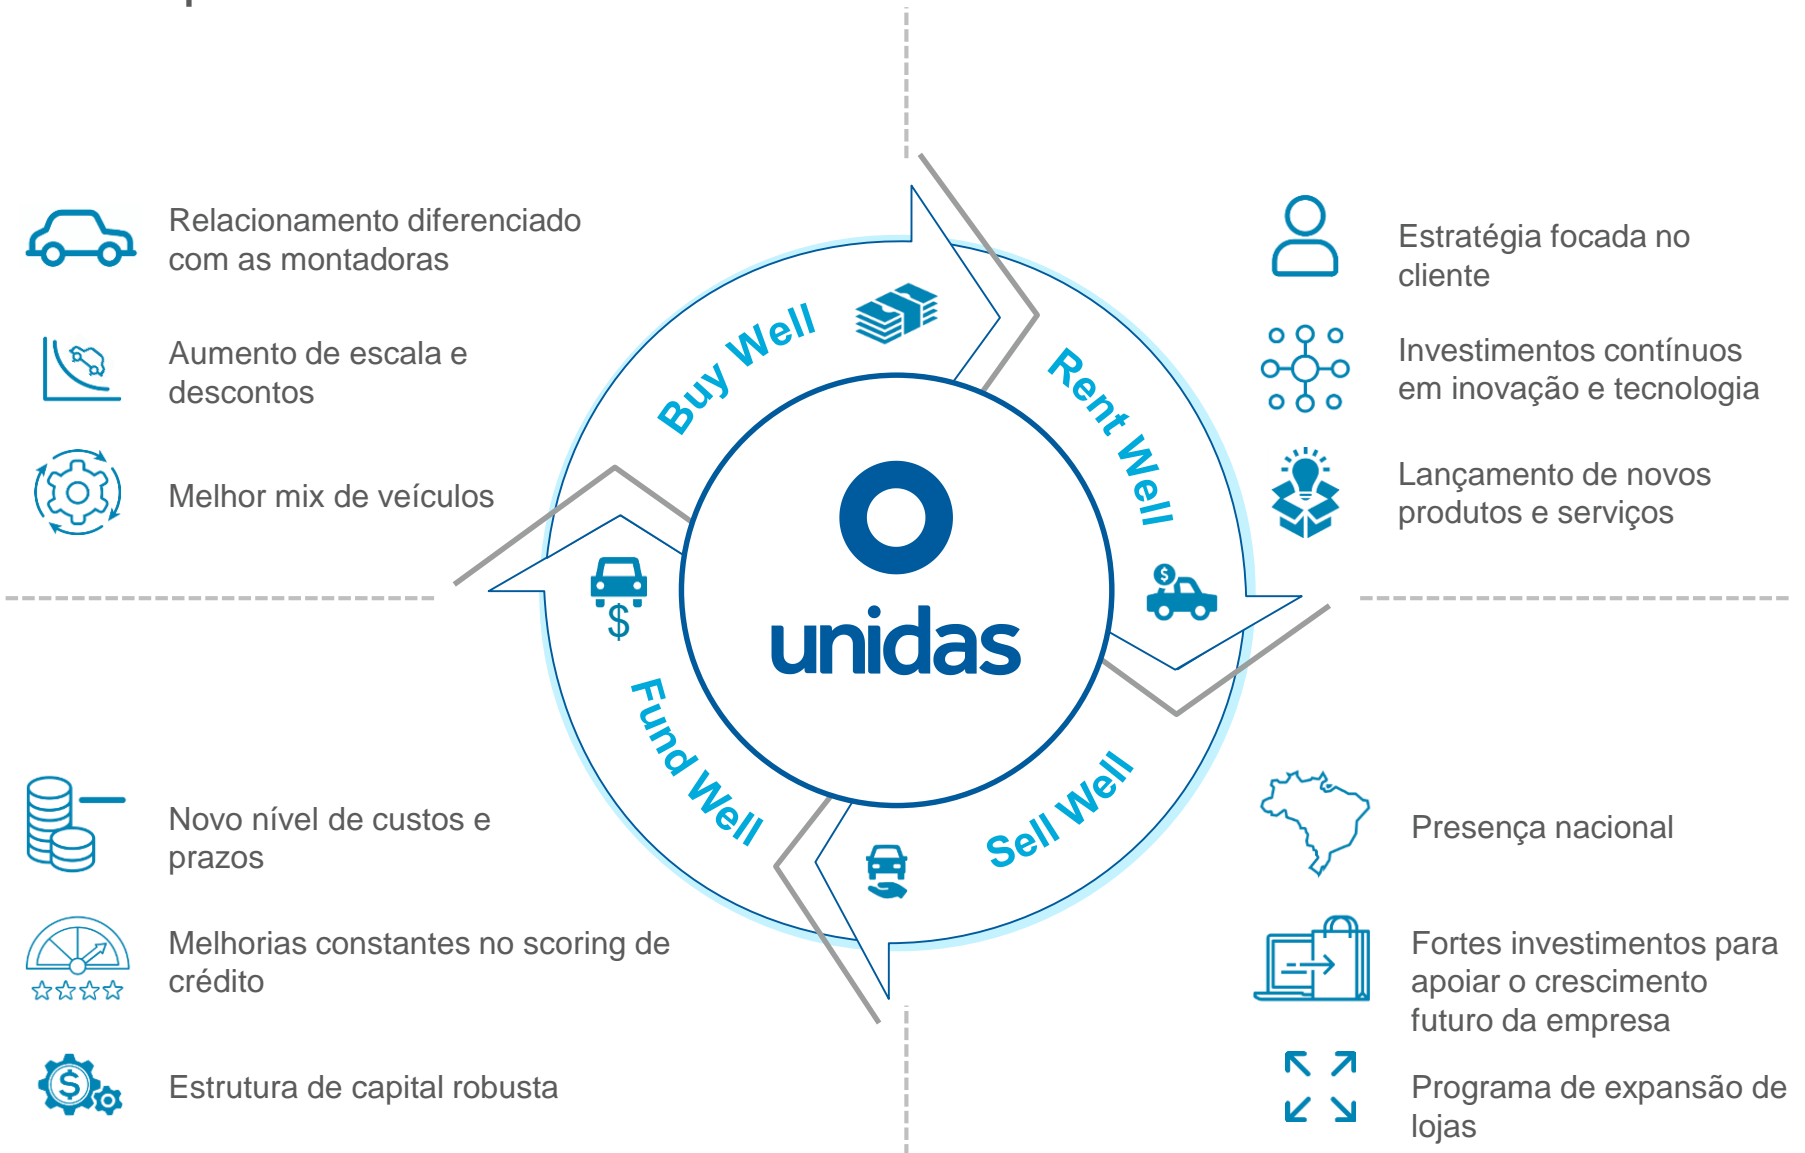 Relacionamento diferenciado
com as montadoras
Aumento de escala e
descontos
Melhor mix de veículos
Estratégia focada no
cliente
Investimentos contínuos
em inovação e tecnologia
Lançamento de novos
produtos e serviços
Buy Well
Rent Well
Sell Well
Fund Well
$
$
unidas
Novo nível de custos e
prazos
Melhorias constantes no scoring de
crédito
$
Estrutura de capital robusta
Presença nacional
Fortes investimentos para
apoiar o crescimento
futuro da empresa
Programa de expansão de
lojas